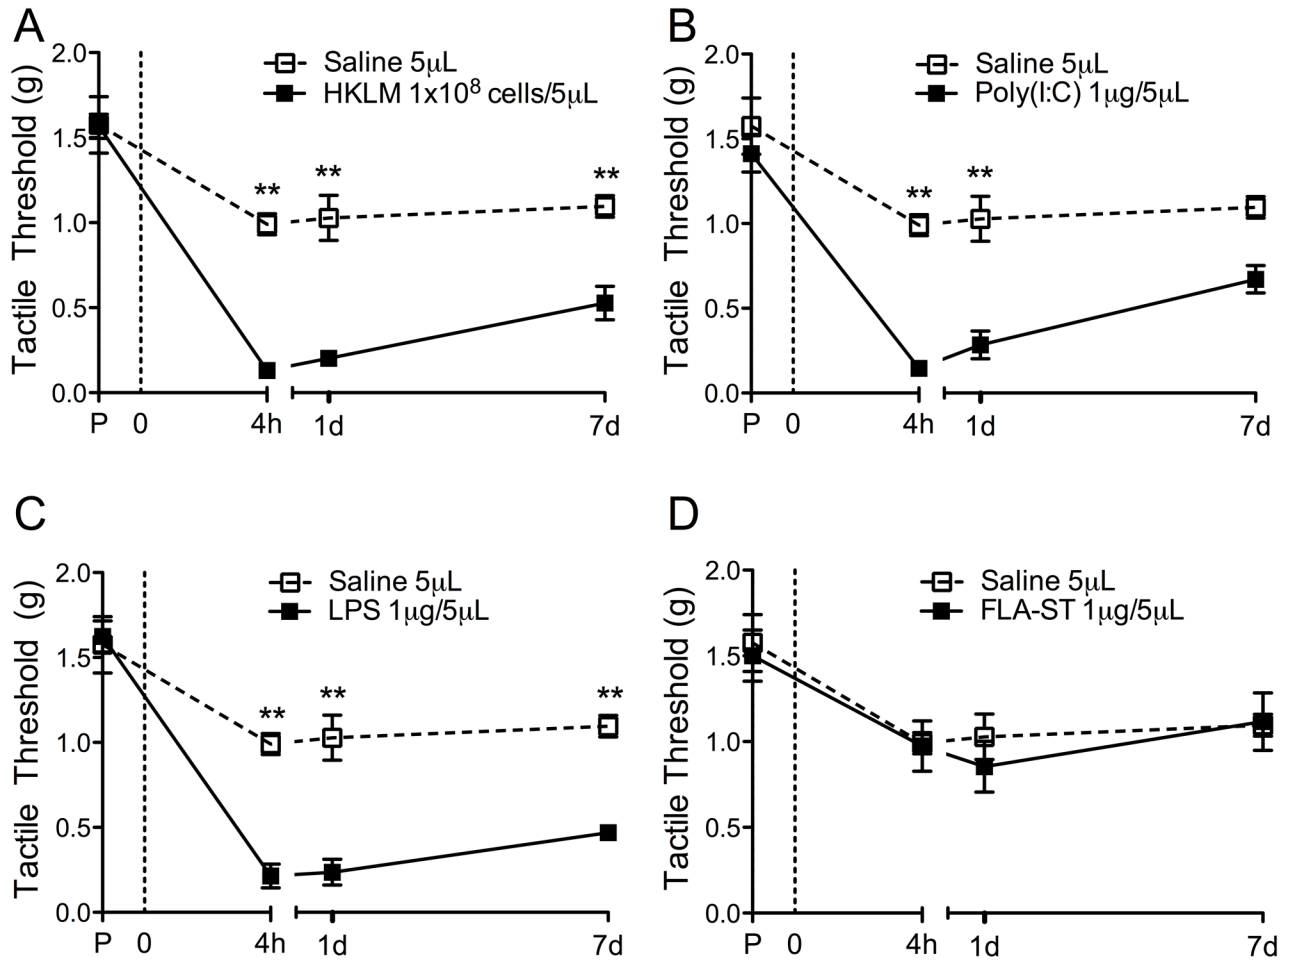 A
Tactile Threshold (g)
2.0
1.5
1.0
0.5
0.0
Saline 5μL
HKLM 1x10⁸ cells/5μL
** ** **
P 0 4h 1d 7d
B
Tactile Threshold (g)
2.0
1.5
1.0
0.5
0.0
Saline 5μL
Poly(I:C) 1μg/5μL
** **
P 0 4h 1d 7d
C
Tactile Threshold (g)
2.0
1.5
1.0
0.5
0.0
Saline 5μL
LPS 1μg/5μL
** ** **
P 0 4h 1d 7d
D
Tactile Threshold (g)
2.0
1.5
1.0
0.5
0.0
Saline 5μL
FLA-ST 1μg/5μL
P 0 4h 1d 7d